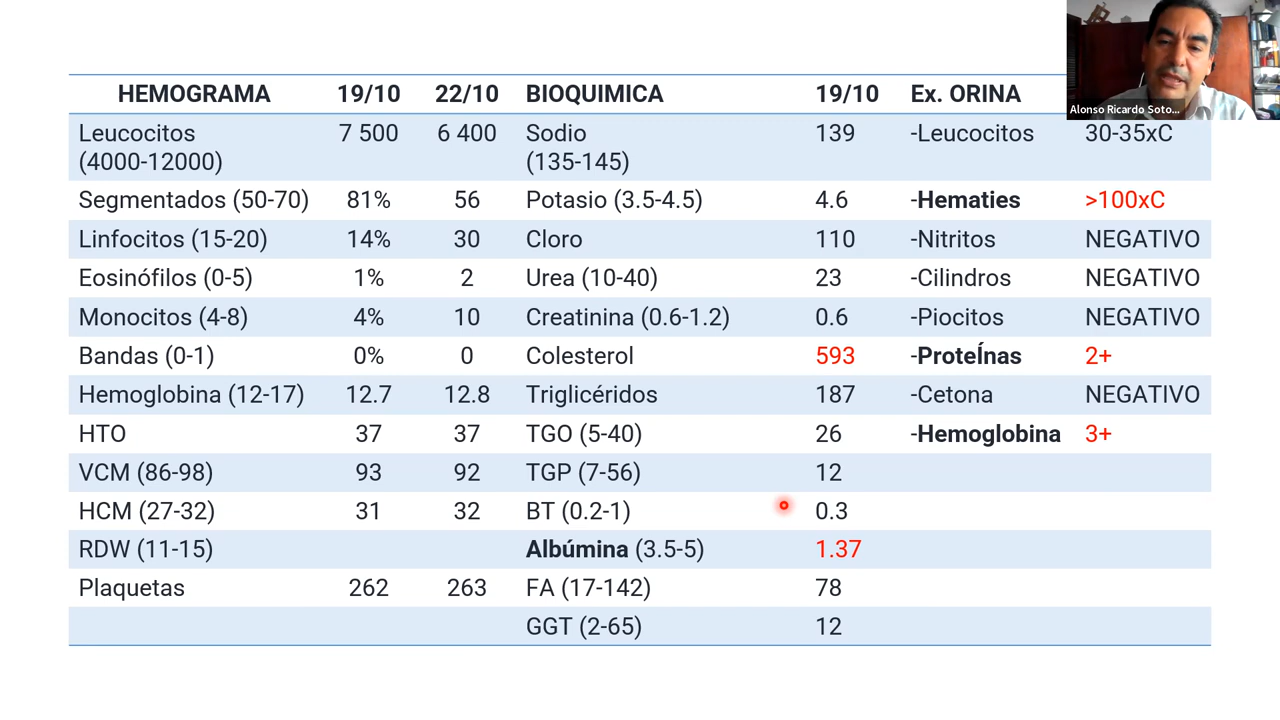 HEMOGRAMA 19/10 22/10 BIOQUIMICA 19/10 Ex. ORINA
Alonso Ricardo Soto...
Leucocitos 7 500 6 400 Sodio 139 -Leucocitos 30-35xC
(4000-12000) (135-145)
Segmentados (50-70) 81% 56 Potasio (3.5-4.5) 4.6 -Hematies >100xC
Linfocitos (15-20) 14% 30 Cloro 110 -Nitritos NEGATIVO
Eosinófilos (0-5) 1% 2 Urea (10-40) 23 -Cilindros NEGATIVO
Monocitos (4-8) 4% 10 Creatinina (0.6-1.2) 0.6 -Piocitos NEGATIVO
Bandas (0-1) 0% 0 Colesterol 593 -ProteÍnas 2+
Hemoglobina (12-17) 12.7 12.8 Triglicéridos 187 -Cetona NEGATIVO
HTO 37 37 TGO (5-40) 26 -Hemoglobina 3+
VCM (86-98) 93 92 TGP (7-56) 12
HCM (27-32) 31 32 BT (0.2-1) 0.3
RDW (11-15) Albúmina (3.5-5) 1.37
Plaquetas 262 263 FA (17-142) 78
GGT (2-65) 12